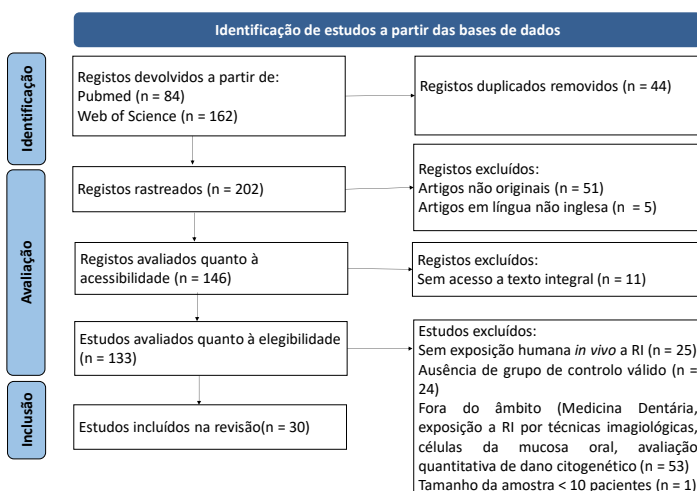 Identificação de estudos a partir das bases de dados
Identificação
Registos devolvidos a partir de:
Pubmed (n = 84)
Web of Science (n = 162)
Registos duplicados removidos (n = 44)
Avaliação
Registos rastreados (n = 202)
Registos excluídos:
Artigos não originais (n = 51)
Artigos em língua não inglesa (n  = 5)
Registos avaliados quanto à
acessibilidade (n = 146)
Registos excluídos:
Sem acesso a texto integral (n = 11)
Estudos avaliados quanto à elegibilidade
(n = 133)
Estudos excluídos:
Sem exposição humana in vivo a RI (n = 25)
Ausência de grupo de controlo válido (n =
24)
Fora do âmbito (Medicina Dentária,
exposição a RI por técnicas imagiológicas,
células da mucosa oral, avaliação
quantitativa de dano citogenético (n = 53)
Tamanho da amostra < 10 pacientes (n = 1)
Inclusão
Estudos incluídos na revisão(n = 30)